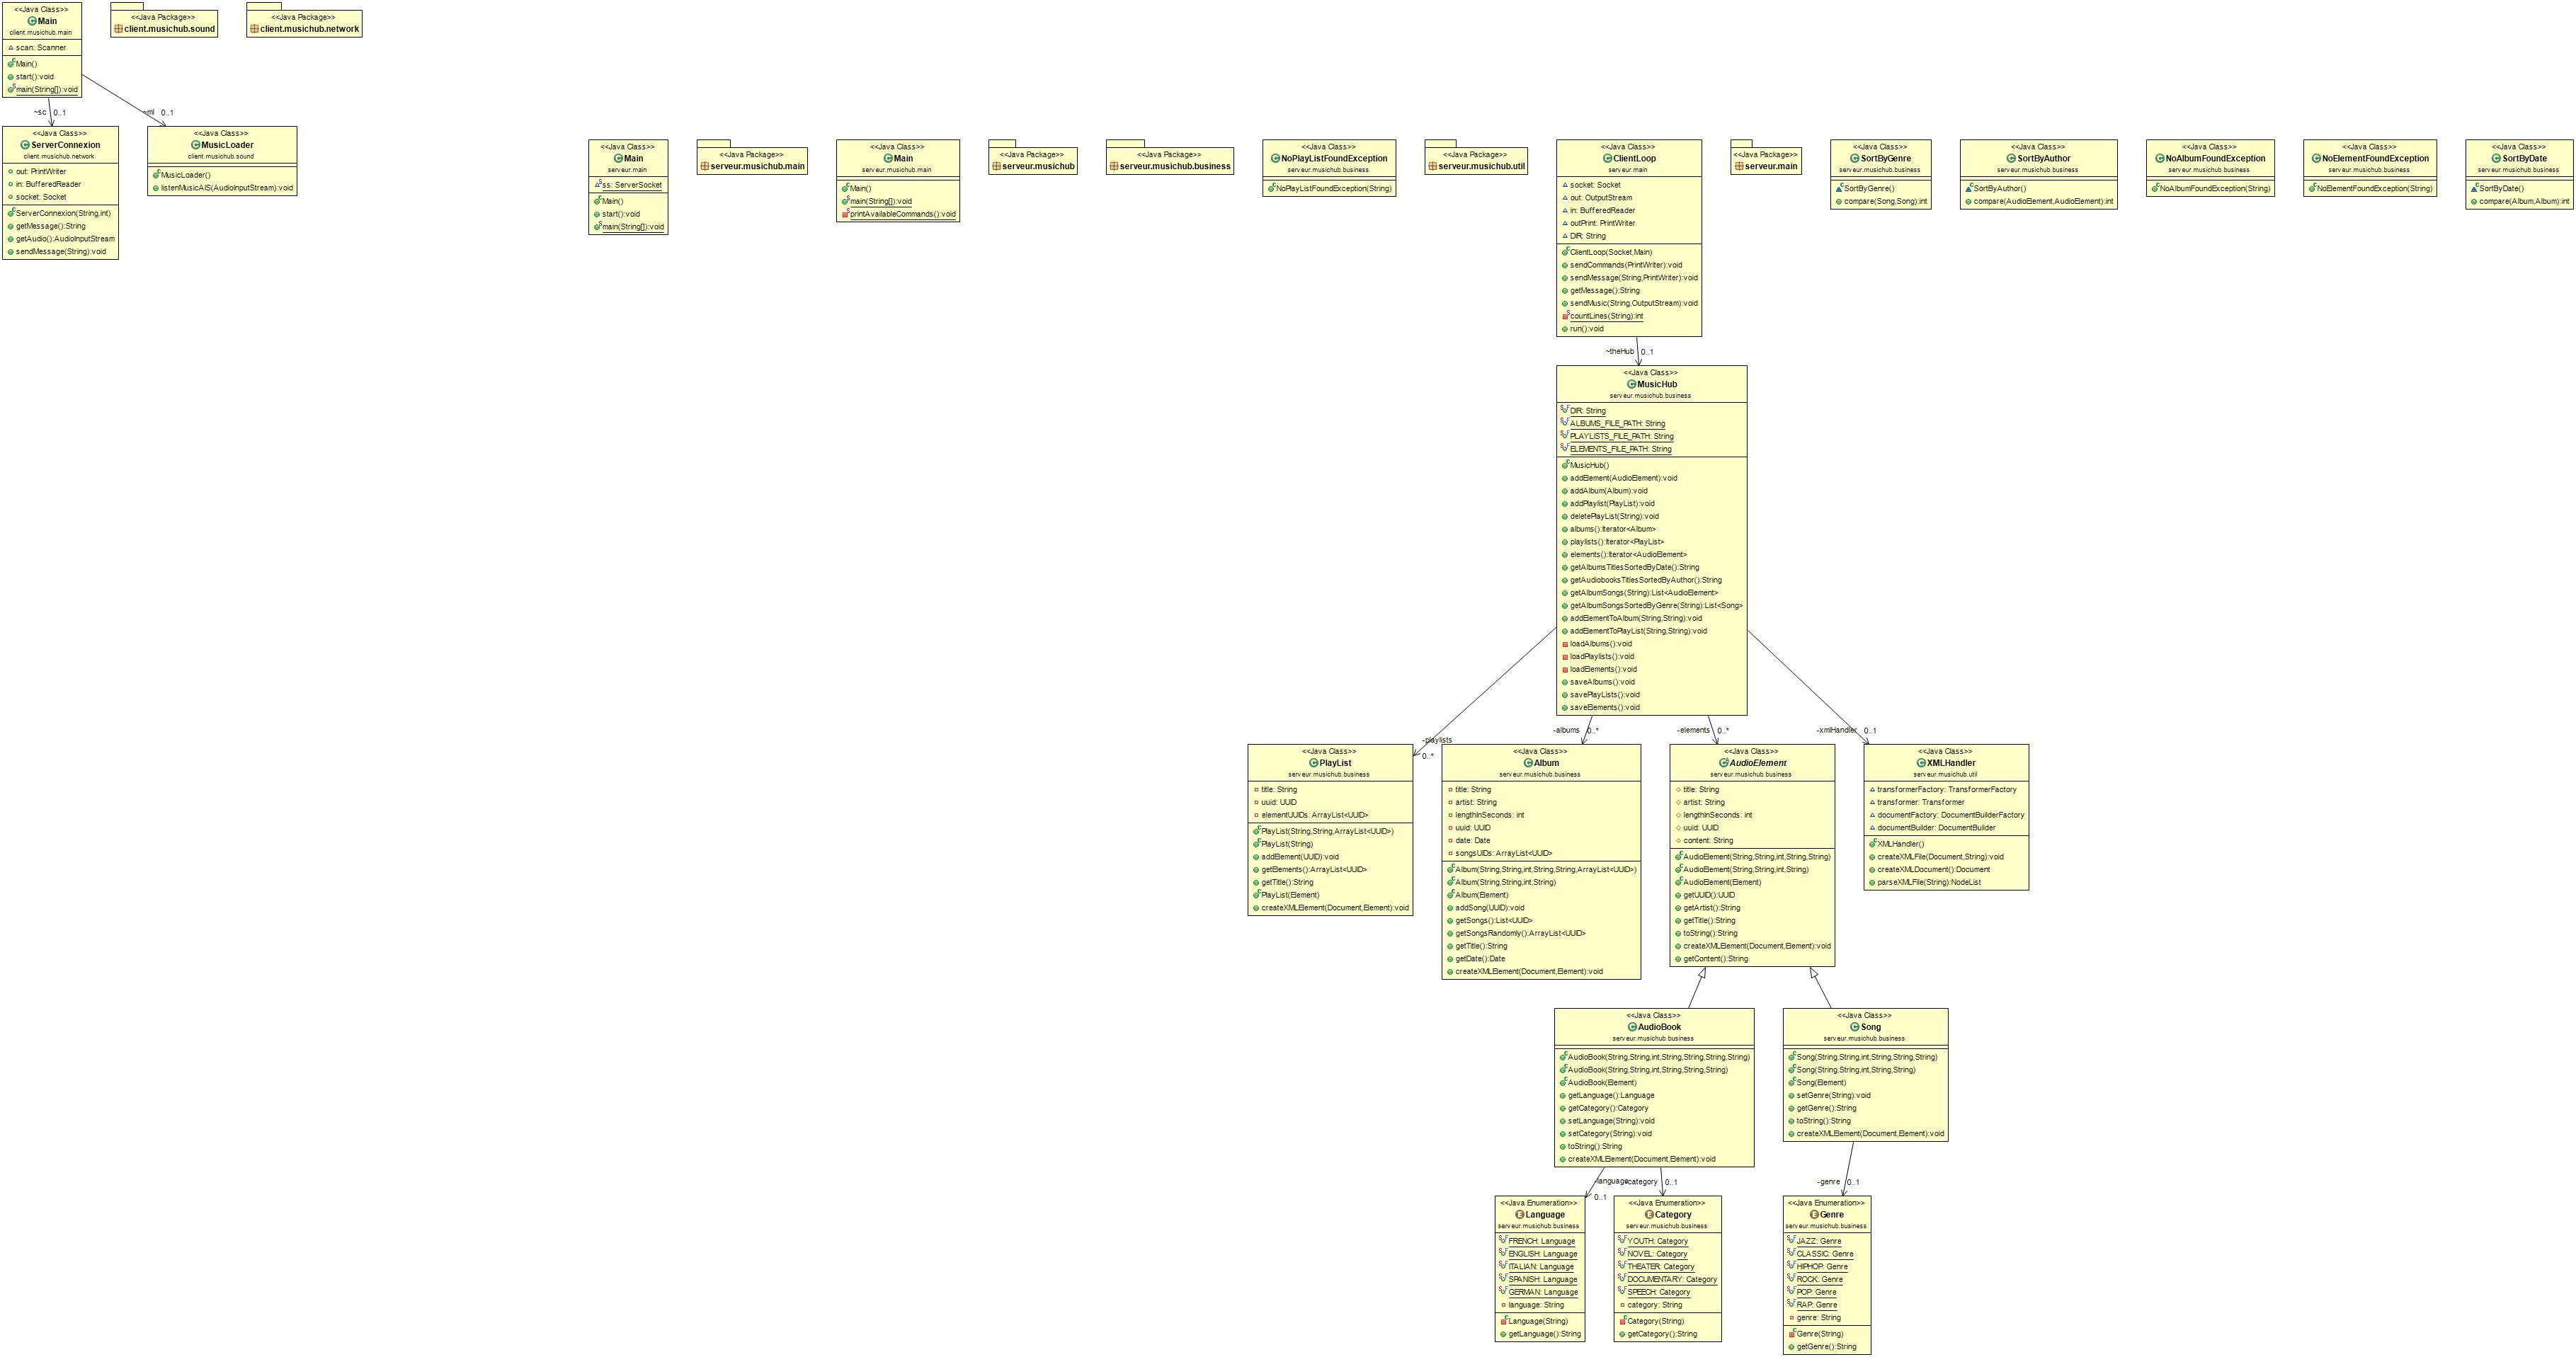 <<Java Class>>
Main
client.musichub.main
scan: Scanner
Main()
start():void
main(String[]):void
<<Java Package>>
client.musichub.sound
<<Java Package>>
client.musichub.network
~sc 0..1
~ml 0..1
<<Java Class>>
ServerConnexion
client.musichub.network
out: PrintWriter
in: BufferedReader
socket: Socket
ServerConnexion(String,int)
getMessage():String
getAudio():AudioInputStream
sendMessage(String):void
<<Java Class>>
MusicLoader
client.musichub.sound
MusicLoader()
listenMusicAIS(AudioInputStream):void
<<Java Class>>
Main
serveur.main
ss: ServerSocket
Main()
start():void
main(String[]):void
<<Java Package>>
serveur.musichub.main
<<Java Class>>
Main
serveur.musichub.main
Main()
main(String[]):void
printAvailableCommands():void
<<Java Package>>
serveur.musichub
<<Java Package>>
serveur.musichub.business
<<Java Class>>
NoPlayListFoundException
serveur.musichub.business
NoPlayListFoundException(String)
<<Java Package>>
serveur.musichub.util
<<Java Class>>
ClientLoop
serveur.main
socket: Socket
out: OutputStream
in: BufferedReader
outPrint: PrintWriter
DIR: String
ClientLoop(Socket,Main)
sendCommands(PrintWriter):void
sendMessage(String,PrintWriter):void
getMessage():String
sendMusic(String,OutputStream):void
countLines(String):int
run():void
<<Java Package>>
serveur.main
<<Java Class>>
SortByGenre
serveur.musichub.business
SortByGenre()
compare(Song,Song):int
<<Java Class>>
SortByAuthor
serveur.musichub.business
SortByAuthor()
compare(AudioElement,AudioElement):int
<<Java Class>>
NoAlbumFoundException
serveur.musichub.business
NoAlbumFoundException(String)
<<Java Class>>
NoElementFoundException
serveur.musichub.business
NoElementFoundException(String)
<<Java Class>>
SortByDate
serveur.musichub.business
SortByDate()
compare(Album,Album):int
~theHub 0..1
<<Java Class>>
MusicHub
serveur.musichub.business
DIR: String
ALBUMS_FILE_PATH: String
PLAYLISTS_FILE_PATH: String
ELEMENTS_FILE_PATH: String
MusicHub()
addElement(AudioElement):void
addAlbum(Album):void
addPlaylist(PlayList):void
deletePlayList(String):void
albums():Iterator<Album>
playlists():Iterator<PlayList>
elements():Iterator<AudioElement>
getAlbumsTitlesSortedByDate():String
getAudiobooksTitlesSortedByAuthor():String
getAlbumSongs(String):List<AudioElement>
getAlbumSongsSortedByGenre(String):List<Song>
addElementToAlbum(String,String):void
addElementToPlayList(String,String):void
loadAlbums():void
loadPlaylists():void
loadElements():void
saveAlbums():void
savePlayLists():void
saveElements():void
-playlists
0..*
-albums 0..*
-elements 0..*
-xmlHandler 0..1
<<Java Class>>
PlayList
serveur.musichub.business
title: String
uuid: UUID
elementUUIDs: ArrayList<UUID>
PlayList(String,String,ArrayList<UUID>)
PlayList(String)
addElement(UUID):void
getElements():ArrayList<UUID>
getTitle():String
PlayList(Element)
createXMLElement(Document,Element):void
<<Java Class>>
Album
serveur.musichub.business
title: String
artist: String
lengthInSeconds: int
uuid: UUID
date: Date
songsUIDs: ArrayList<UUID>
Album(String,String,int,String,String,ArrayList<UUID>)
Album(String,String,int,String)
Album(Element)
addSong(UUID):void
getSongs():List<UUID>
getSongsRandomly():ArrayList<UUID>
getTitle():String
getDate():Date
createXMLElement(Document,Element):void
<<Java Class>>
AudioElement
serveur.musichub.business
title: String
artist: String
lengthInSeconds: int
uuid: UUID
content: String
AudioElement(String,String,int,String,String)
AudioElement(String,String,int,String)
AudioElement(Element)
getUUID():UUID
getArtist():String
getTitle():String
toString():String
createXMLElement(Document,Element):void
getContent():String
<<Java Class>>
XMLHandler
serveur.musichub.util
transformerFactory: TransformerFactory
transformer: Transformer
documentFactory: DocumentBuilderFactory
documentBuilder: DocumentBuilder
XMLHandler()
createXMLFile(Document,String):void
createXMLDocument():Document
parseXMLFile(String):NodeList
<<Java Class>>
AudioBook
serveur.musichub.business
AudioBook(String,String,int,String,String,String,String)
AudioBook(String,String,int,String,String,String)
AudioBook(Element)
getLanguage():Language
getCategory():Category
setLanguage(String):void
setCategory(String):void
toString():String
createXMLElement(Document,Element):void
<<Java Class>>
Song
serveur.musichub.business
Song(String,String,int,String,String,String)
Song(String,String,int,String,String)
Song(Element)
setGenre(String):void
getGenre():String
toString():String
createXMLElement(Document,Element):void
-language
0..1
-category 0..1
-genre 0..1
<<Java Enumeration>>
Language
serveur.musichub.business
FRENCH: Language
ENGLISH: Language
ITALIAN: Language
SPANISH: Language
GERMAN: Language
language: String
Language(String)
getLanguage():String
<<Java Enumeration>>
Category
serveur.musichub.business
YOUTH: Category
NOVEL: Category
THEATER: Category
DOCUMENTARY: Category
SPEECH: Category
category: String
Category(String)
getCategory():String
<<Java Enumeration>>
Genre
serveur.musichub.business
JAZZ: Genre
CLASSIC: Genre
HIPHOP: Genre
ROCK: Genre
POP: Genre
RAP: Genre
genre: String
Genre(String)
getGenre():String